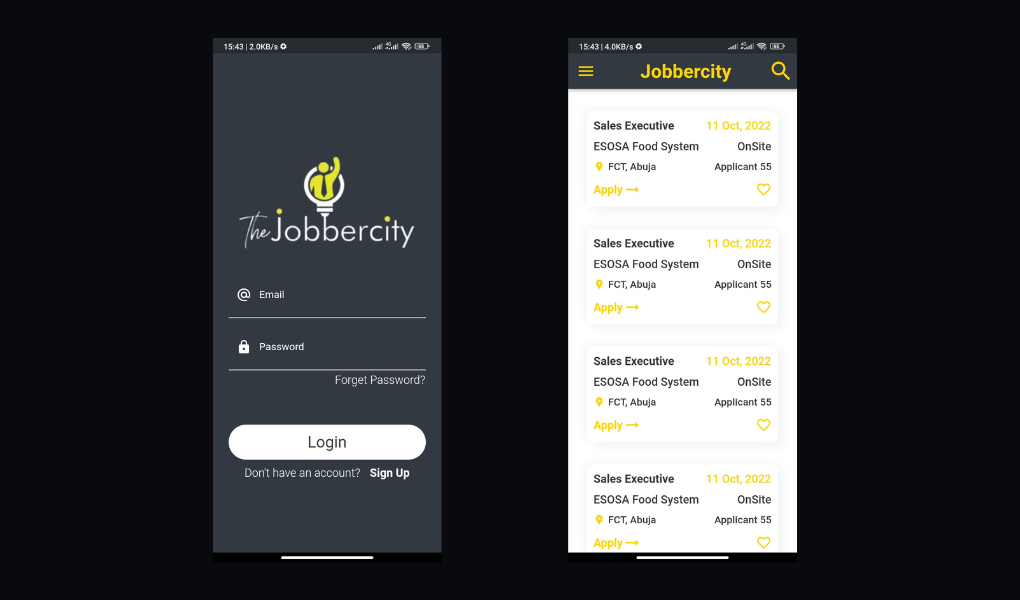 15:43 | 2.0KB/s
The Jobbercity
Email
Password
Forget Password?
Login
Don't have an account? Sign Up
15:43 | 4.0KB/s
Jobbercity
Sales Executive 11 Oct, 2022
ESOSA Food System OnSite
FCT, Abuja Applicant 55
Apply
Sales Executive 11 Oct, 2022
ESOSA Food System OnSite
FCT, Abuja Applicant 55
Apply
Sales Executive 11 Oct, 2022
ESOSA Food System OnSite
FCT, Abuja Applicant 55
Apply
Sales Executive 11 Oct, 2022
ESOSA Food System OnSite
FCT, Abuja Applicant 55
Apply